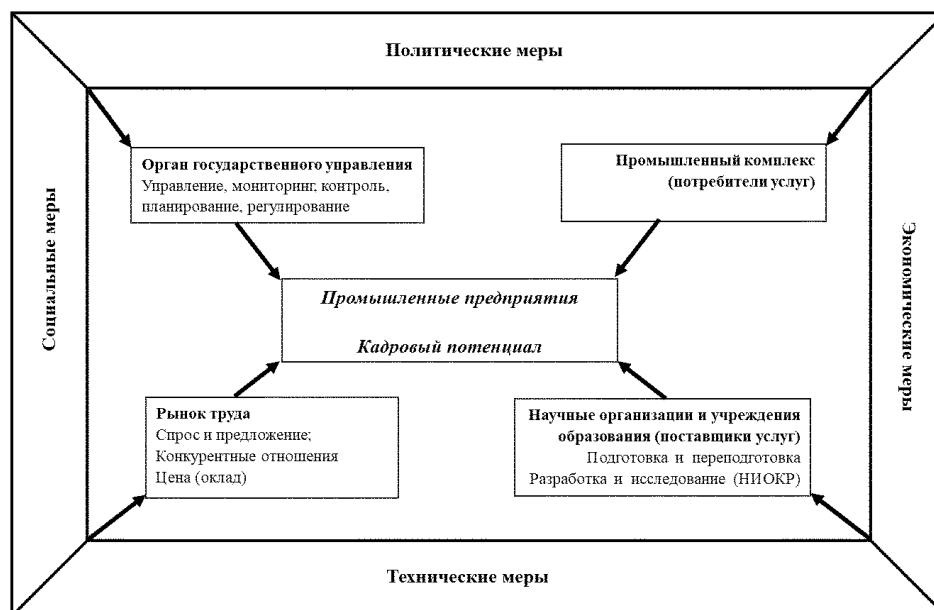 Политические меры
Социальные меры
Орган государственного управления
Управление, мониторинг, контроль,
планирование, регулирование
Промышленный комплекс
(потребители услуг)
Экономические меры
Промышленные предприятия
Кадровый потенциал
Рынок труда
Спрос и предложение;
Конкурентные отношения
Цена (оклад)
Научные организации и учреждения
образования (поставщики услуг)
Подготовка и переподготовка
Разработка и исследование (НИОКР)
Технические меры